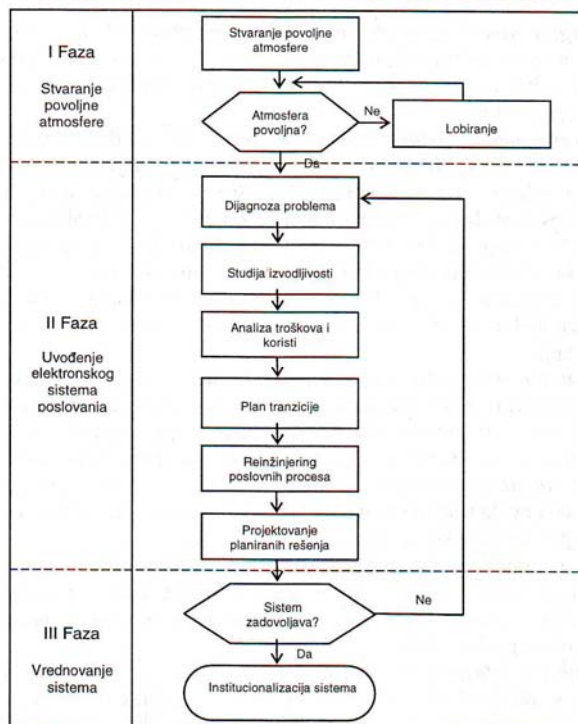 I Faza
Stvaranje
povoljne
atmosfere
Stvaranje povoljne
atmosfere
Atmosfera
povoljna?
Ne
Lobiranje
Da
II Faza
Uvođenje
elektronskog
sistema
poslovanja
Dijagnoza problema
Studija izvodljivosti
Analiza troškova i
koristi
Plan tranzicije
Reinžinjering
poslovnih procesa
Projektovanje
planiranih rešenja
III Faza
Vrednovanje
sistema
Sistem
zadovoljava?
Ne
Da
Institucionalizacija sistema